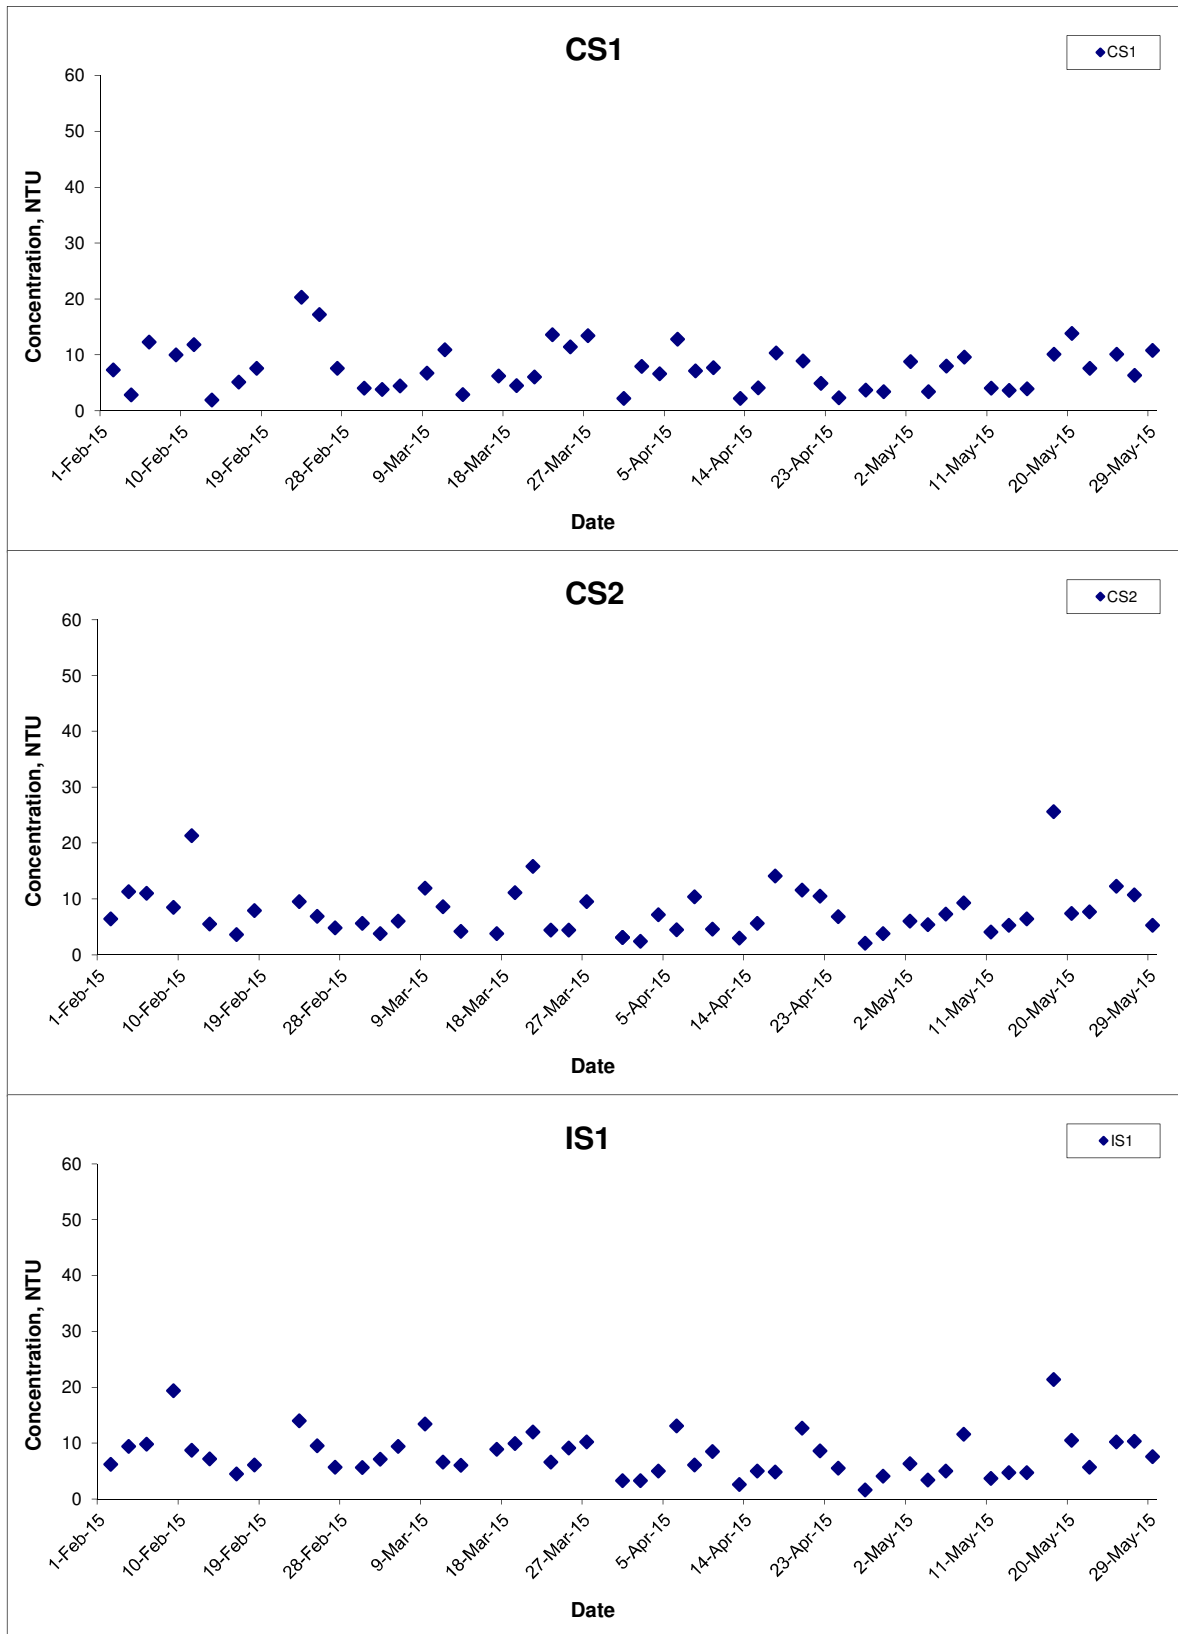 CS1
CS1
60
50
40
30
20
10
0
Concentration, NTU
1-Feb-15
10-Feb-15
19-Feb-15
28-Feb-15
9-Mar-15
18-Mar-15
27-Mar-15
5-Apr-15
14-Apr-15
23-Apr-15
2-May-15
11-May-15
20-May-15
29-May-15
Date
CS2
CS2
60
50
40
30
20
10
0
Concentration, NTU
1-Feb-15
10-Feb-15
19-Feb-15
28-Feb-15
9-Mar-15
18-Mar-15
27-Mar-15
5-Apr-15
14-Apr-15
23-Apr-15
2-May-15
11-May-15
20-May-15
29-May-15
Date
IS1
IS1
60
50
40
30
20
10
0
Concentration, NTU
1-Feb-15
10-Feb-15
19-Feb-15
28-Feb-15
9-Mar-15
18-Mar-15
27-Mar-15
5-Apr-15
14-Apr-15
23-Apr-15
2-May-15
11-May-15
20-May-15
29-May-15
Date